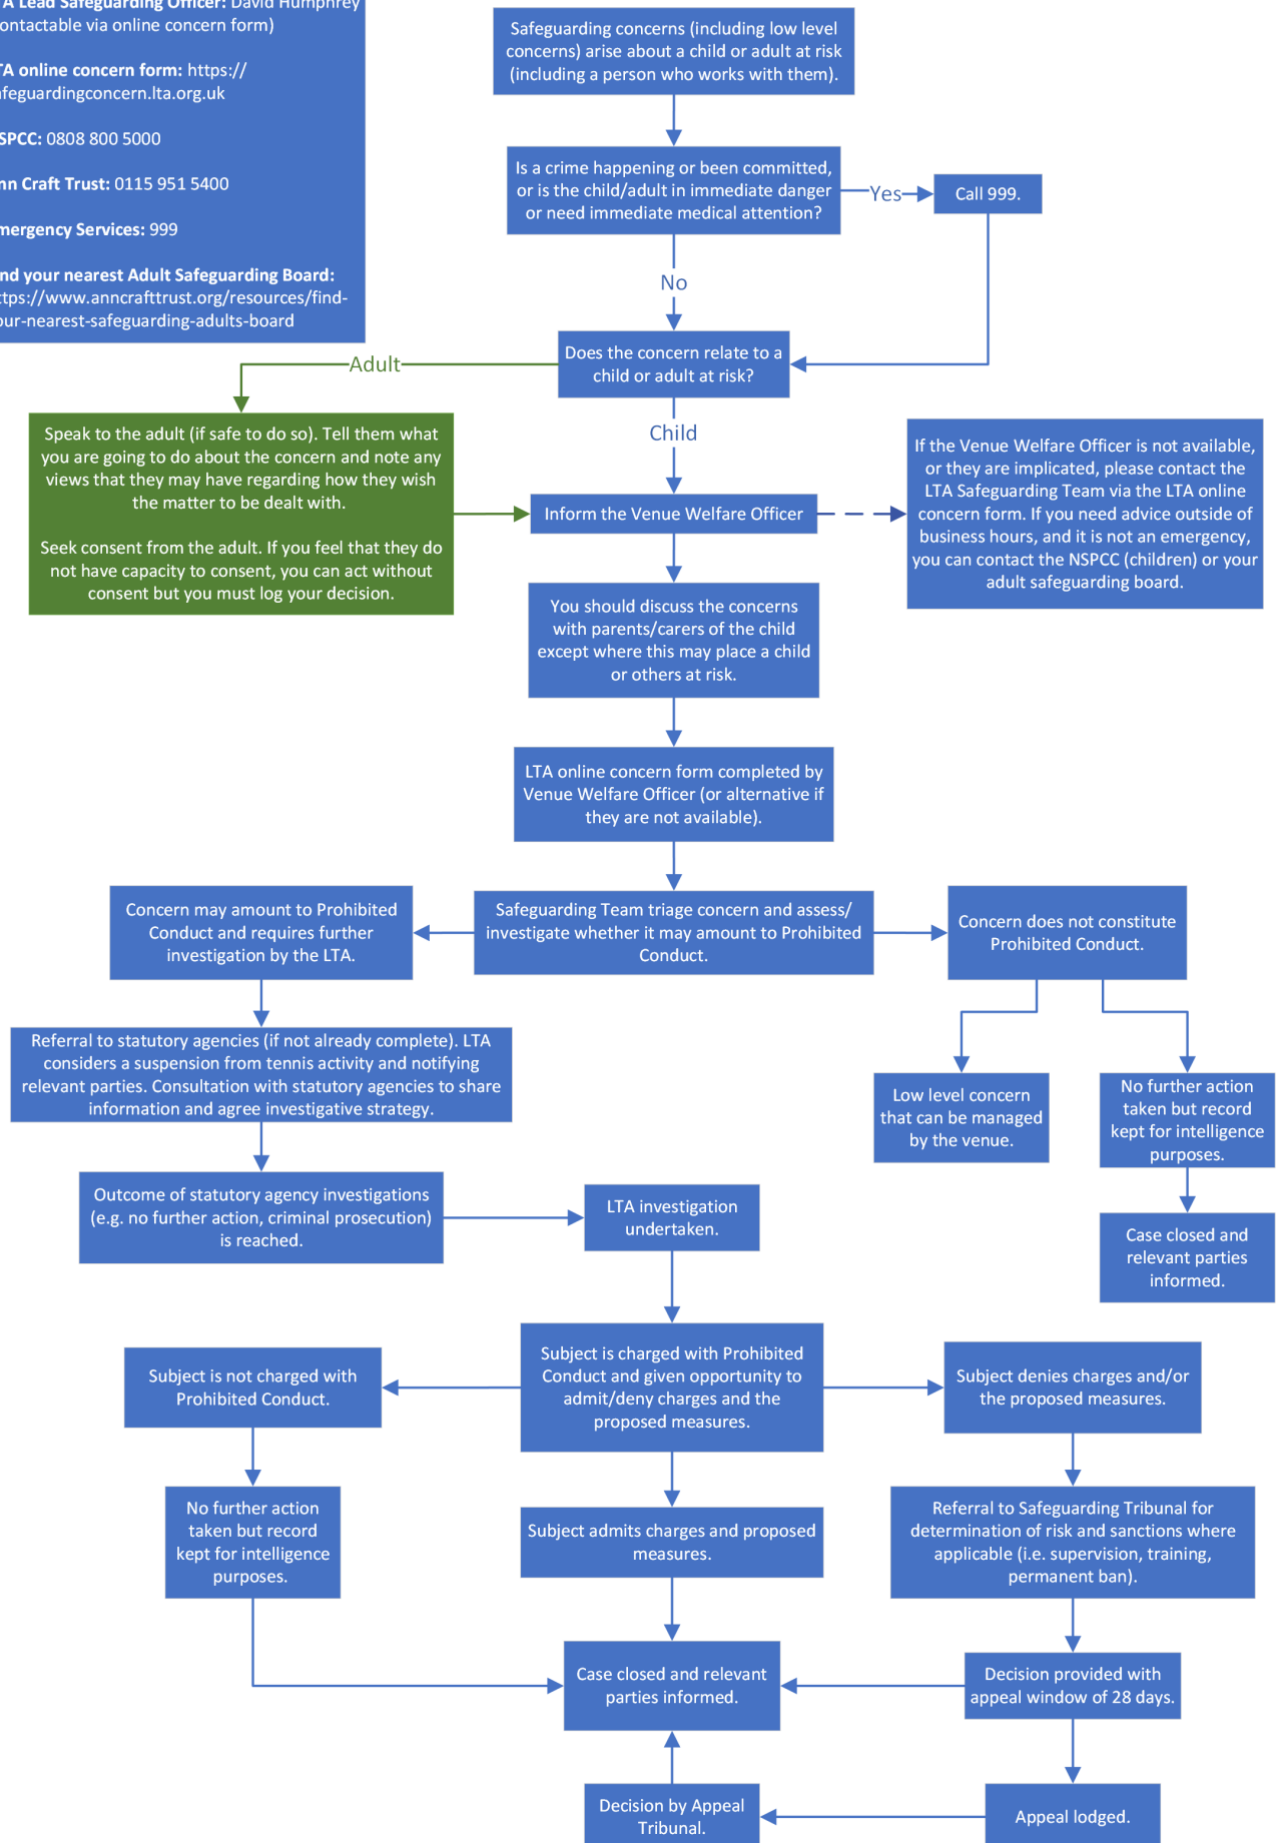 TA Lead Safeguarding Officer: David Humphrey
ontactable via online concern form)
TA online concern form: https://
afeguardingconcern.lta.org.uk
SPCC: 0808 800 5000
nn Craft Trust: 0115 951 5400
mergency Services: 999
nd your nearest Adult Safeguarding Board:
ttps://www.anncrafttrust.org/resources/find-
our-nearest-safeguarding-adults-board
Safeguarding concerns (including low level
concerns) arise about a child or adult at risk
(including a person who works with them).
Is a crime happening or been committed,
or is the child/adult in immediate danger
or need immediate medical attention?
Yes
Call 999.
No
Does the concern relate to a
child or adult at risk?
Adult
Child
Speak to the adult (if safe to do so). Tell them what
you are going to do about the concern and note any
views that they may have regarding how they wish
the matter to be dealt with.
Seek consent from the adult. If you feel that they do
not have capacity to consent, you can act without
consent but you must log your decision.
Inform the Venue Welfare Officer
If the Venue Welfare Officer is not available,
or they are implicated, please contact the
LTA Safeguarding Team via the LTA online
concern form. If you need advice outside of
business hours, and it is not an emergency,
you can contact the NSPCC (children) or your
adult safeguarding board.
You should discuss the concerns
with parents/carers of the child
except where this may place a child
or others at risk.
LTA online concern form completed by
Venue Welfare Officer (or alternative if
they are not available).
Safeguarding Team triage concern and assess/
investigate whether it may amount to Prohibited
Conduct.
Concern may amount to Prohibited
Conduct and requires further
investigation by the LTA.
Concern does not constitute
Prohibited Conduct.
Referral to statutory agencies (if not already complete). LTA
considers a suspension from tennis activity and notifying
relevant parties. Consultation with statutory agencies to share
information and agree investigative strategy.
Low level concern
that can be managed
by the venue.
No further action
taken but record
kept for intelligence
purposes.
Outcome of statutory agency investigations
(e.g. no further action, criminal prosecution)
is reached.
LTA investigation
undertaken.
Case closed and
relevant parties
informed.
Subject is not charged with
Prohibited Conduct.
Subject is charged with Prohibited
Conduct and given opportunity to
admit/deny charges and the
proposed measures.
Subject denies charges and/or
the proposed measures.
No further action
taken but record
kept for intelligence
purposes.
Subject admits charges and proposed
measures.
Referral to Safeguarding Tribunal for
determination of risk and sanctions where
applicable (i.e. supervision, training,
permanent ban).
Case closed and relevant
parties informed.
Decision provided with
appeal window of 28 days.
Decision by Appeal
Tribunal.
Appeal lodged.